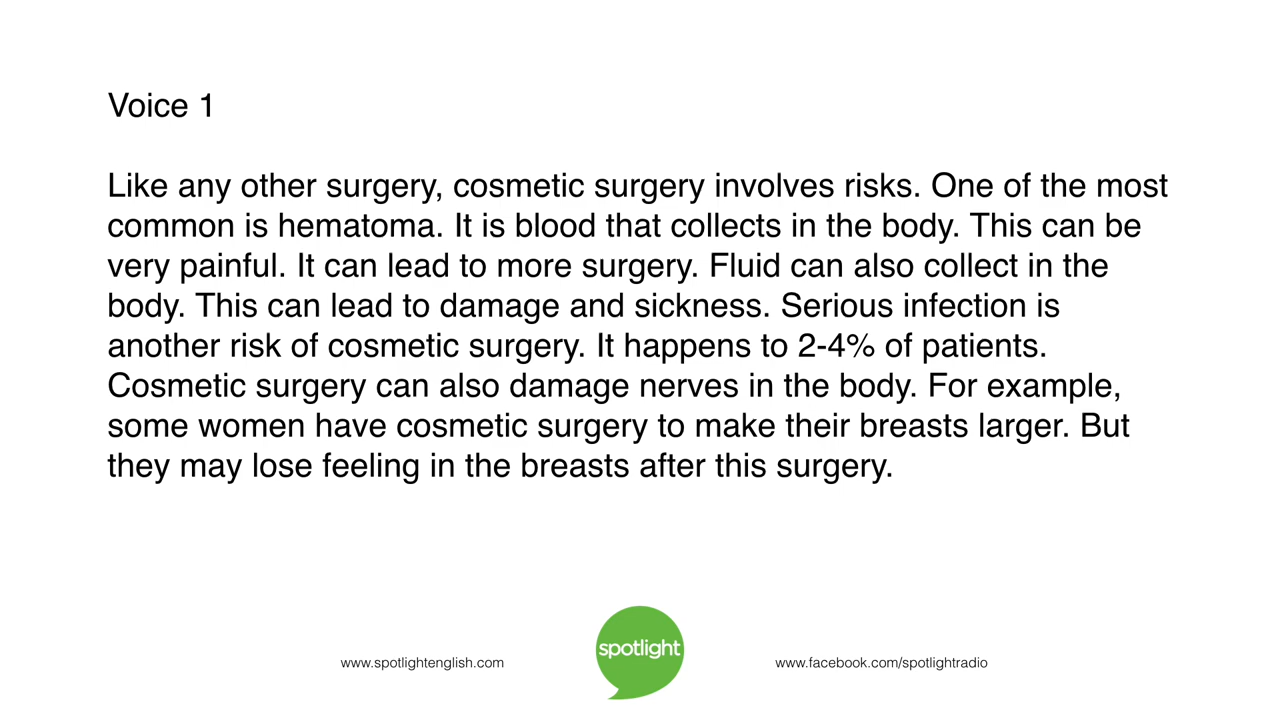 Voice 1
Like any other surgery, cosmetic surgery involves risks. One of the most
common is hematoma. It is blood that collects in the body. This can be
very painful. It can lead to more surgery. Fluid can also collect in the
body. This can lead to damage and sickness. Serious infection is
another risk of cosmetic surgery. It happens to 2-4% of patients.
Cosmetic surgery can also damage nerves in the body. For example,
some women have cosmetic surgery to make their breasts larger. But
they may lose feeling in the breasts after this surgery.
www.spotlightenglish.com
spotlight
www.facebook.com/spotlightradio